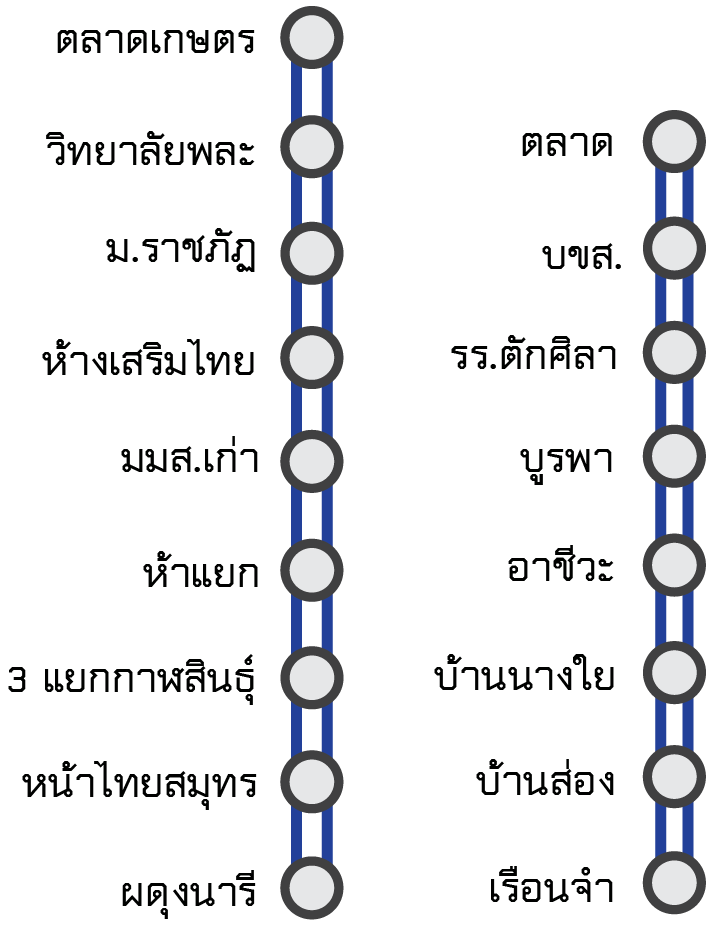 ตลาดเกษตร
วิทยาลัยพละ
ม.ราชภัฏ
ห้างเสริมไทย
มมส.เก่า
ห้าแยก
3 แยกกาฬสินธุ์
หน้าไทยสมุทร
ผดุงนารี
ตลาด
บขส.
รร.ตักศิลา
บูรพา
อาชีวะ
บ้านนางใย
บ้านส่อง
เรือนจำ